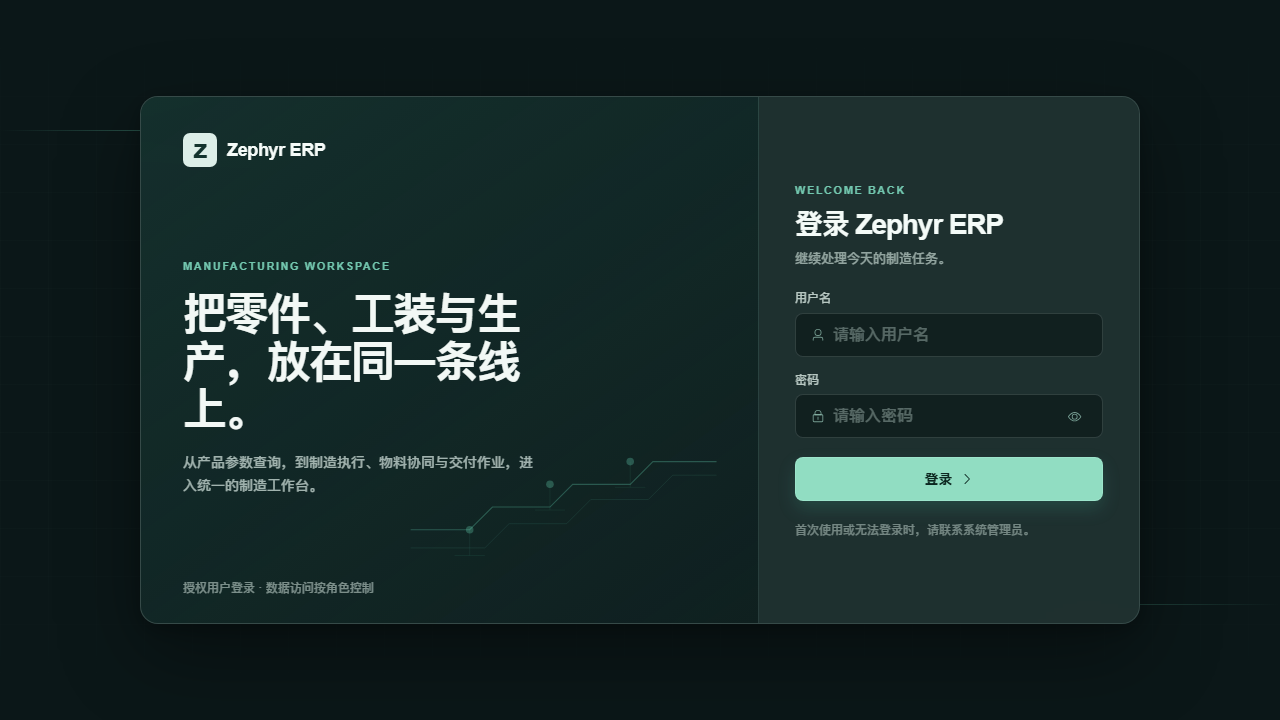 Z Zephyr ERP
MANUFACTURING WORKSPACE
把零件、工装与生
产，放在同一条线
上。
从产品参数查询，到制造执行、物料协同与交付作业，进
入统一的制造工作台。
授权用户登录 · 数据访问按角色控制
WELCOME BACK
登录 Zephyr ERP
继续处理今天的制造任务。
用户名
请输入用户名
密码
请输入密码
登录
首次使用或无法登录时，请联系系统管理员。